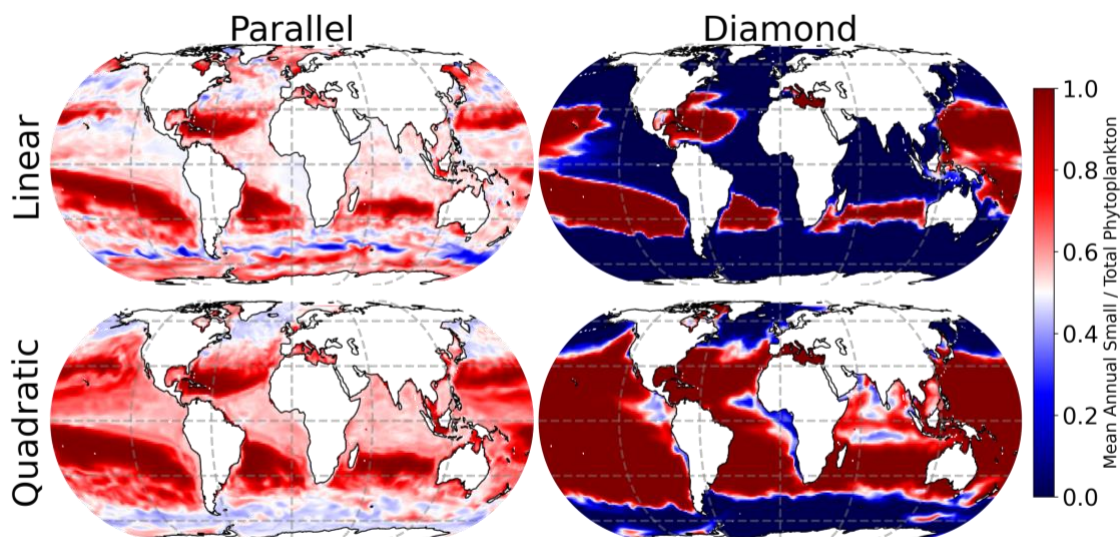 Parallel
Diamond
Linear
Quadratic
1.0
0.8
0.6
0.4
0.2
0.0
Mean Annual Small / Total Phytoplankton